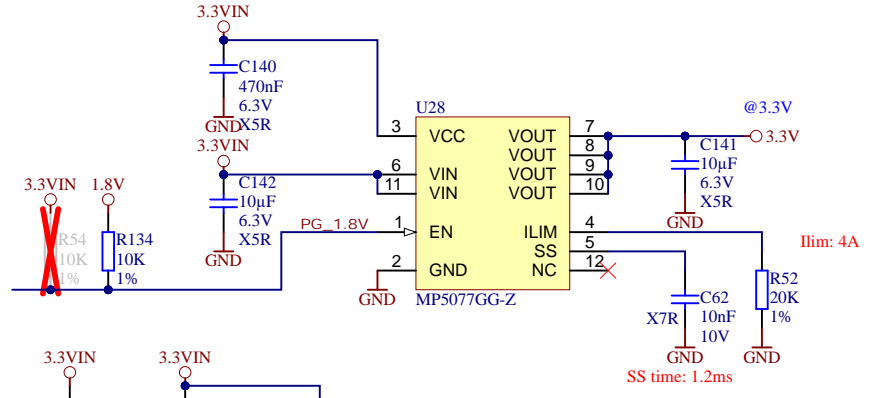 3.3VIN
C140
470nF
6.3V
X5R
GND
U28
3
VCC
VOUT
7
VOUT
8
6
VIN
VOUT
9
11
VIN
VOUT
10
1
EN
ILIM
4
SS
5
2
GND
NC
12
MP5077GG-Z
3.3VIN
C142
10µF
6.3V
X5R
GND
PG_1.8V
GND
@3.3V
3.3V
C141
10µF
6.3V
X5R
GND
Ilim: 4A
3.3VIN
1.8V
R54
10K
1%
R134
10K
1%
X7R
C62
10nF
10V
GND
SS time: 1.2ms
R52
20K
1%
GND
3.3VIN
3.3VIN